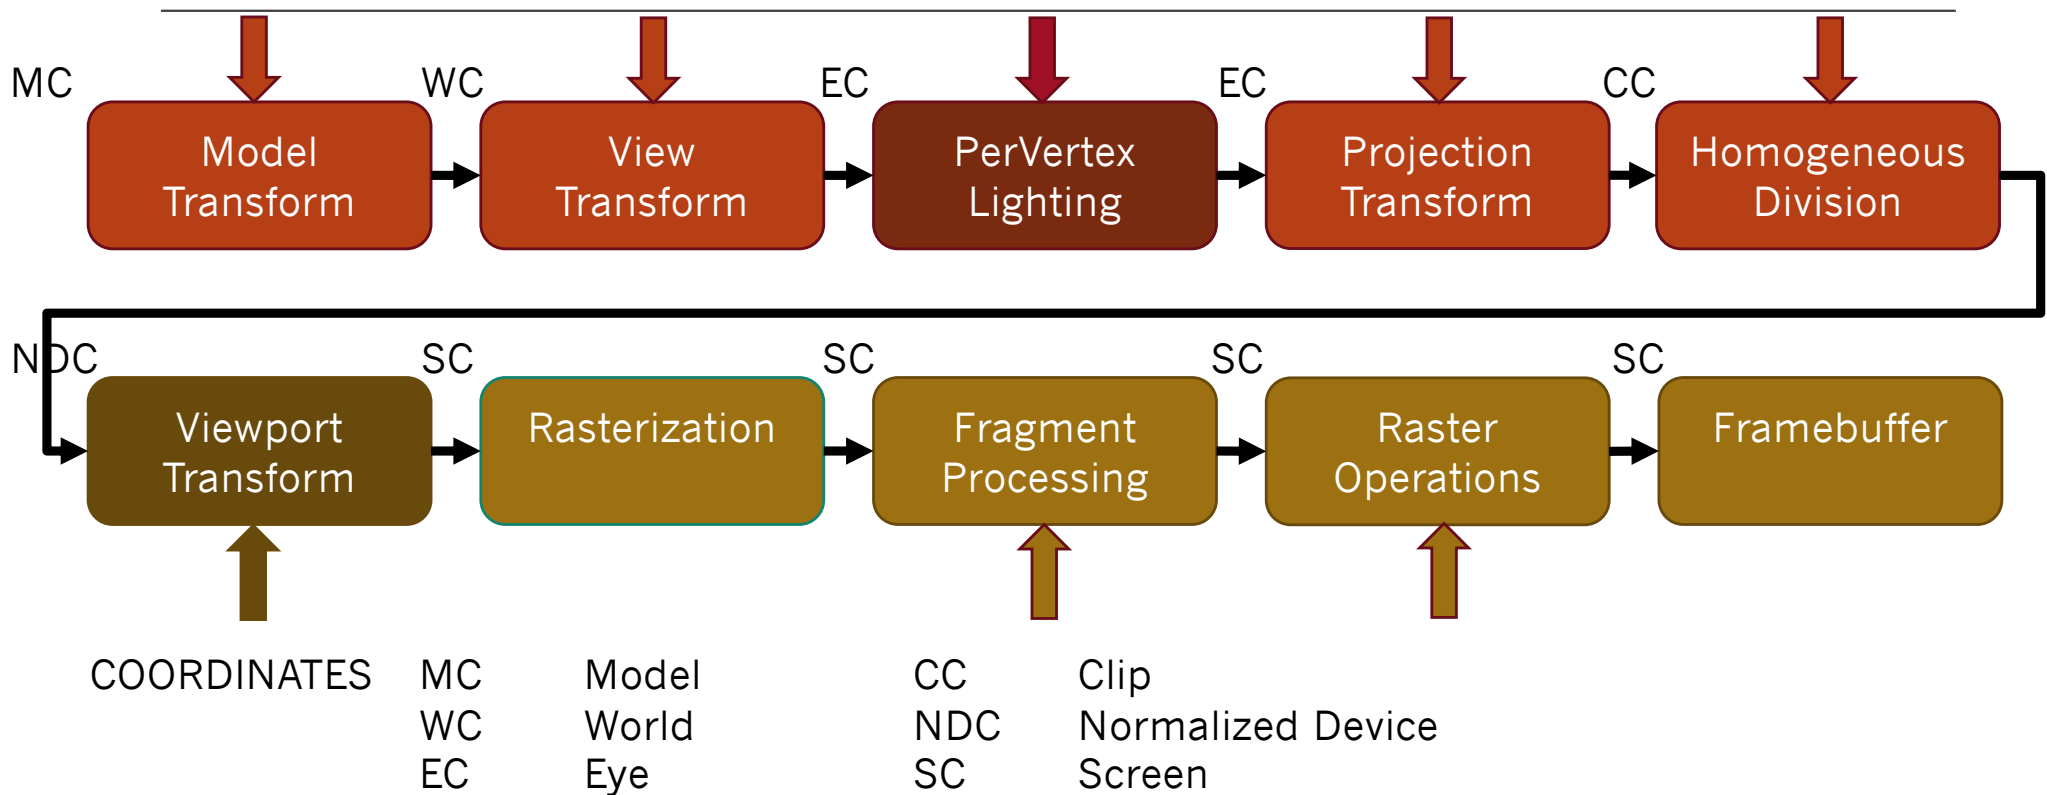 MC WC EC EC CC
Model Transform
View Transform
PerVertex Lighting
Projection Transform
Homogeneous Division
NDC SC SC SC SC
Viewport Transform
Rasterization
Fragment Processing
Raster Operations
Framebuffer
COORDINATES MC Model CC Clip
WC World NDC Normalized Device
EC Eye SC Screen